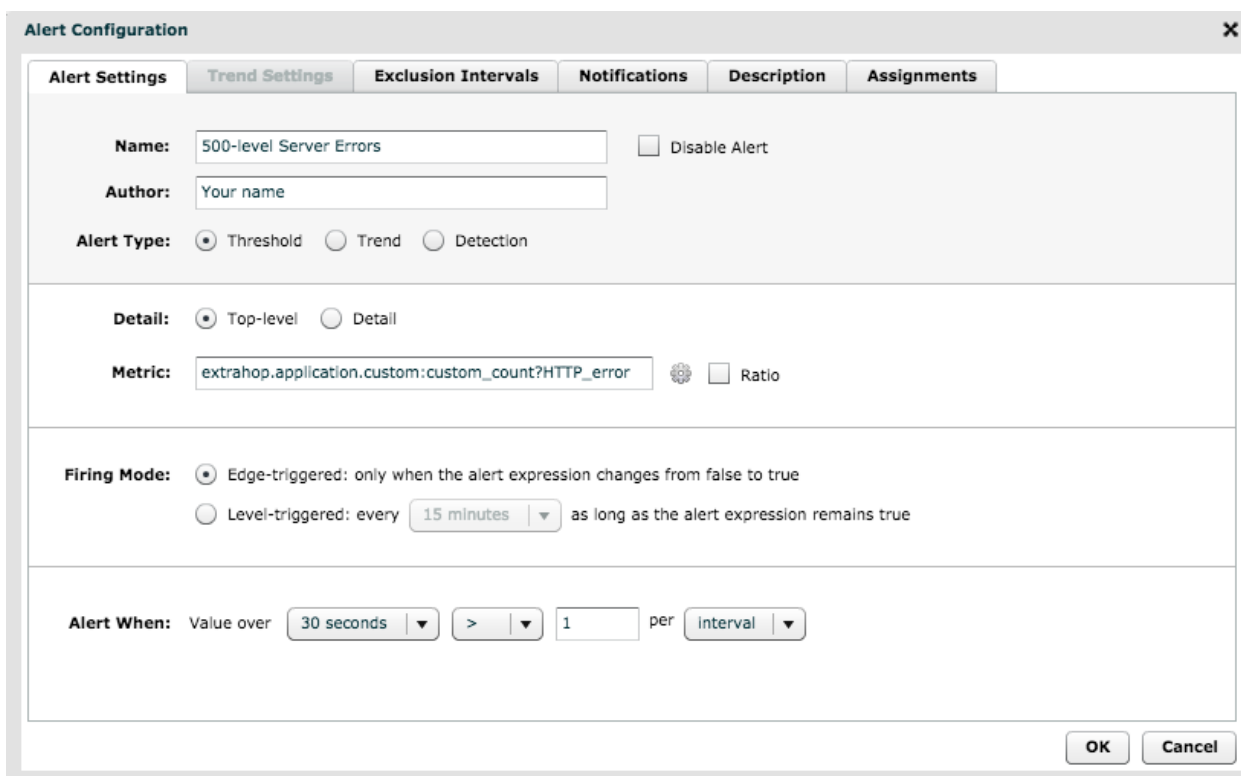 Alert Configuration
Alert Settings Trend Settings Exclusion Intervals Notifications Description Assignments
Name: 500-level Server Errors Disable Alert
Author: Your name
Alert Type: Threshold Trend Detection
Detail: Top-level Detail
Metric: extrahop.application.custom:custom_count?HTTP_error Ratio
Firing Mode: Edge-triggered: only when the alert expression changes from false to true
Level-triggered: every 15 minutes as long as the alert expression remains true
Alert When: Value over 30 seconds > 1 per interval
OK Cancel